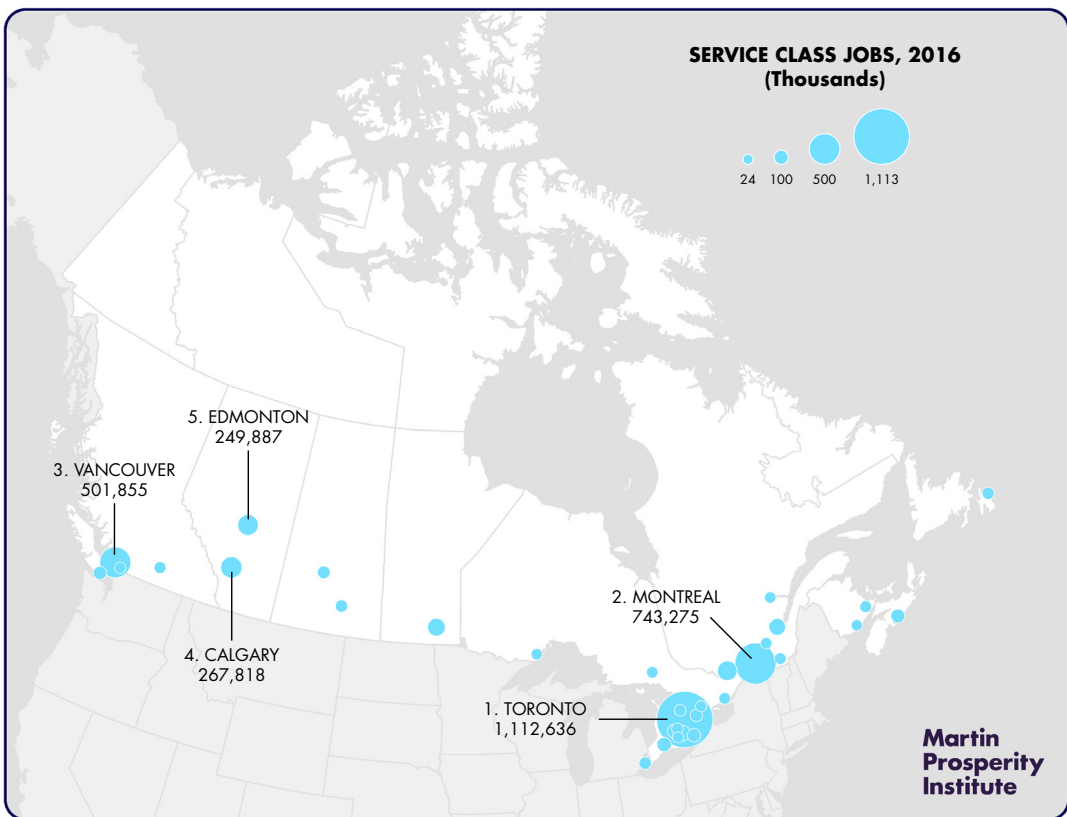 SERVICE CLASS JOBS, 2016
(Thousands)
24 100 500 1,113
5. EDMONTON
249,887
3. VANCOUVER
501,855
2. MONTREAL
743,275
4. CALGARY
267,818
1. TORONTO
1,112,636
Martin
Prosperity
Institute